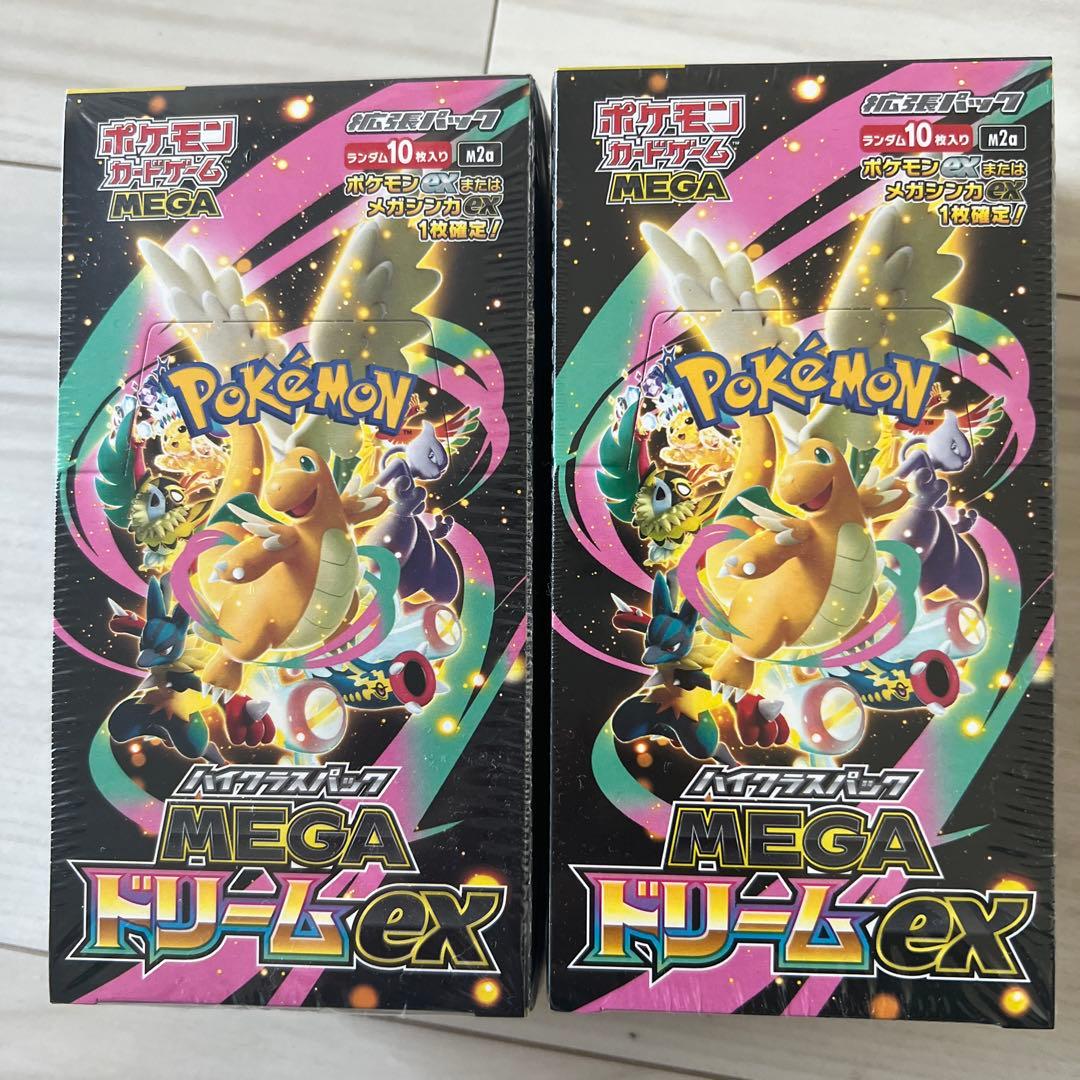 ポケモン
カードゲーム™
MEGA
拡張パック
ランダム10枚入り
M2a
ポケモンexまたは
メガシンカex
1枚確定!
POKÉMON™
ハイクラスパック
MEGA
ドリームex
ポケモン
カードゲーム™
MEGA
拡張パック
ランダム10枚入り
M2a
ポケモンexまたは
メガシンカex
1枚確定!
POKÉMON™
ハイクラスパック
MEGA
ドリームex